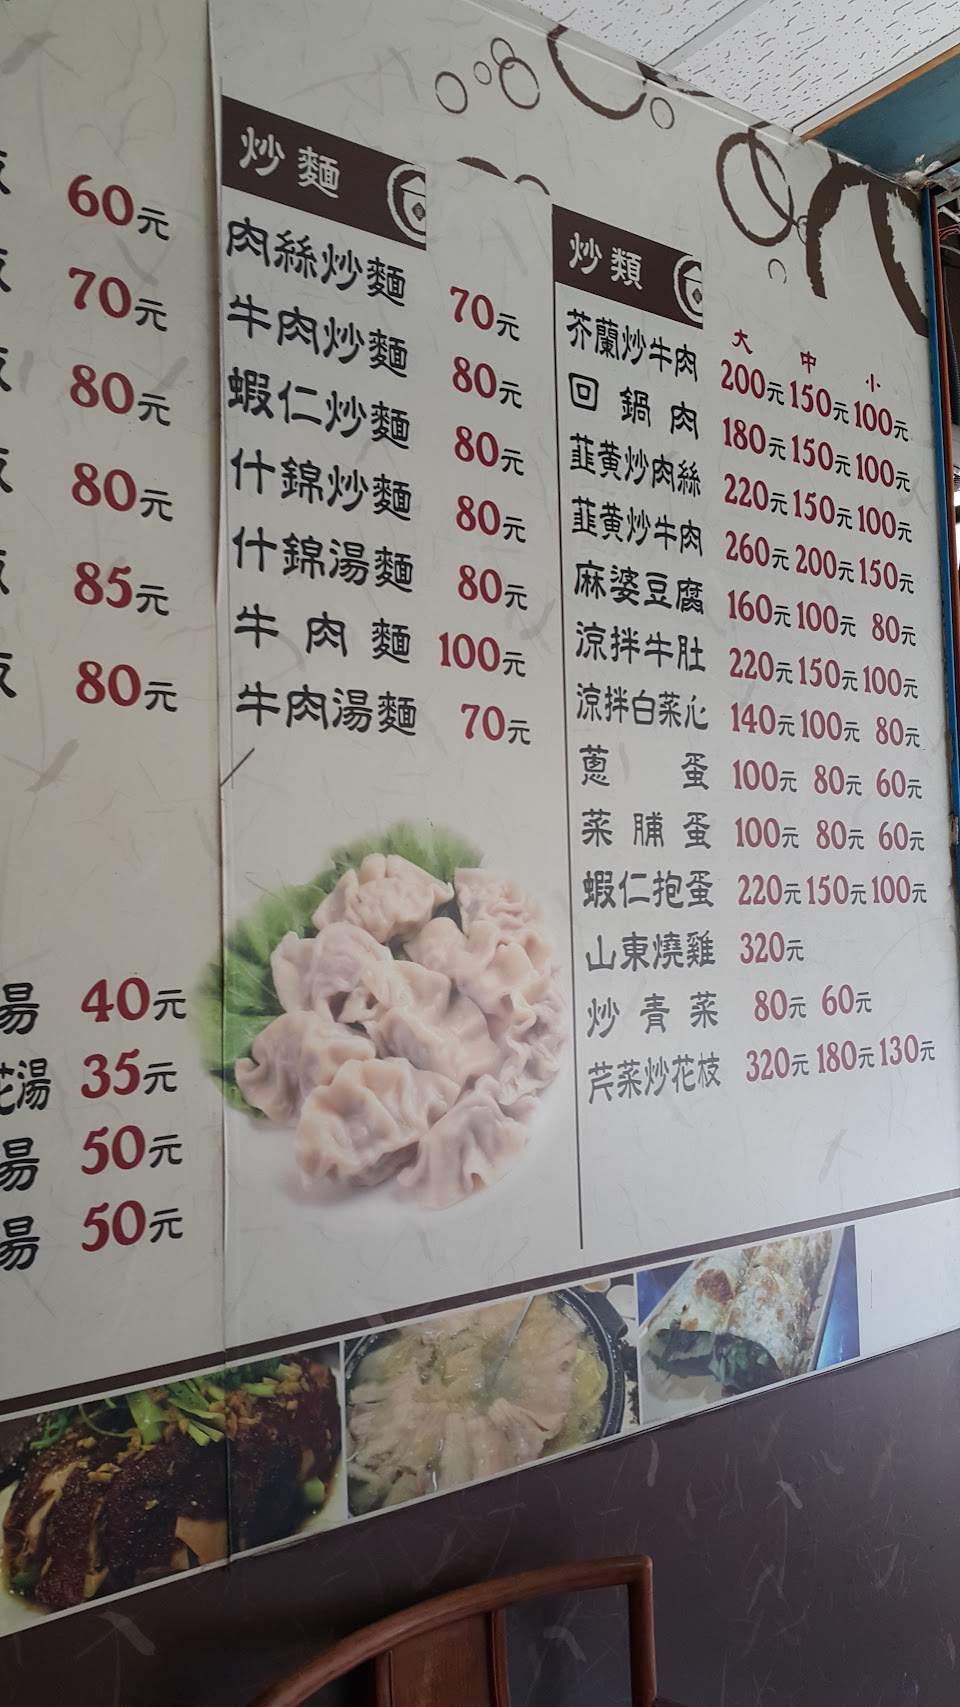 60元
70元
80元
80元
85元
80元
湯 40元
花湯 35元
湯 50元
湯 50元
炒麵
肉絲炒麵 70元
牛肉炒麵 80元
蝦仁炒麵 80元
什錦炒麵 80元
什錦湯麵 80元
牛肉麵 100元
牛肉湯麵 70元
炒類
大 中 小
芥蘭炒牛肉 200元 150元 100元
回鍋肉 180元 150元 100元
韮黄炒肉絲 220元 150元 100元
韮黄炒牛肉 260元 200元 150元
麻婆豆腐 160元 100元 80元
涼拌牛肚 220元 150元 100元
涼拌白菜心 140元 100元 80元
蔥蛋 100元 80元 60元
菜脯蛋 100元 80元 60元
蝦仁抱蛋 220元 150元 100元
山東燒雞 320元
炒青菜 80元 60元
芹菜炒花枝 320元 180元 130元